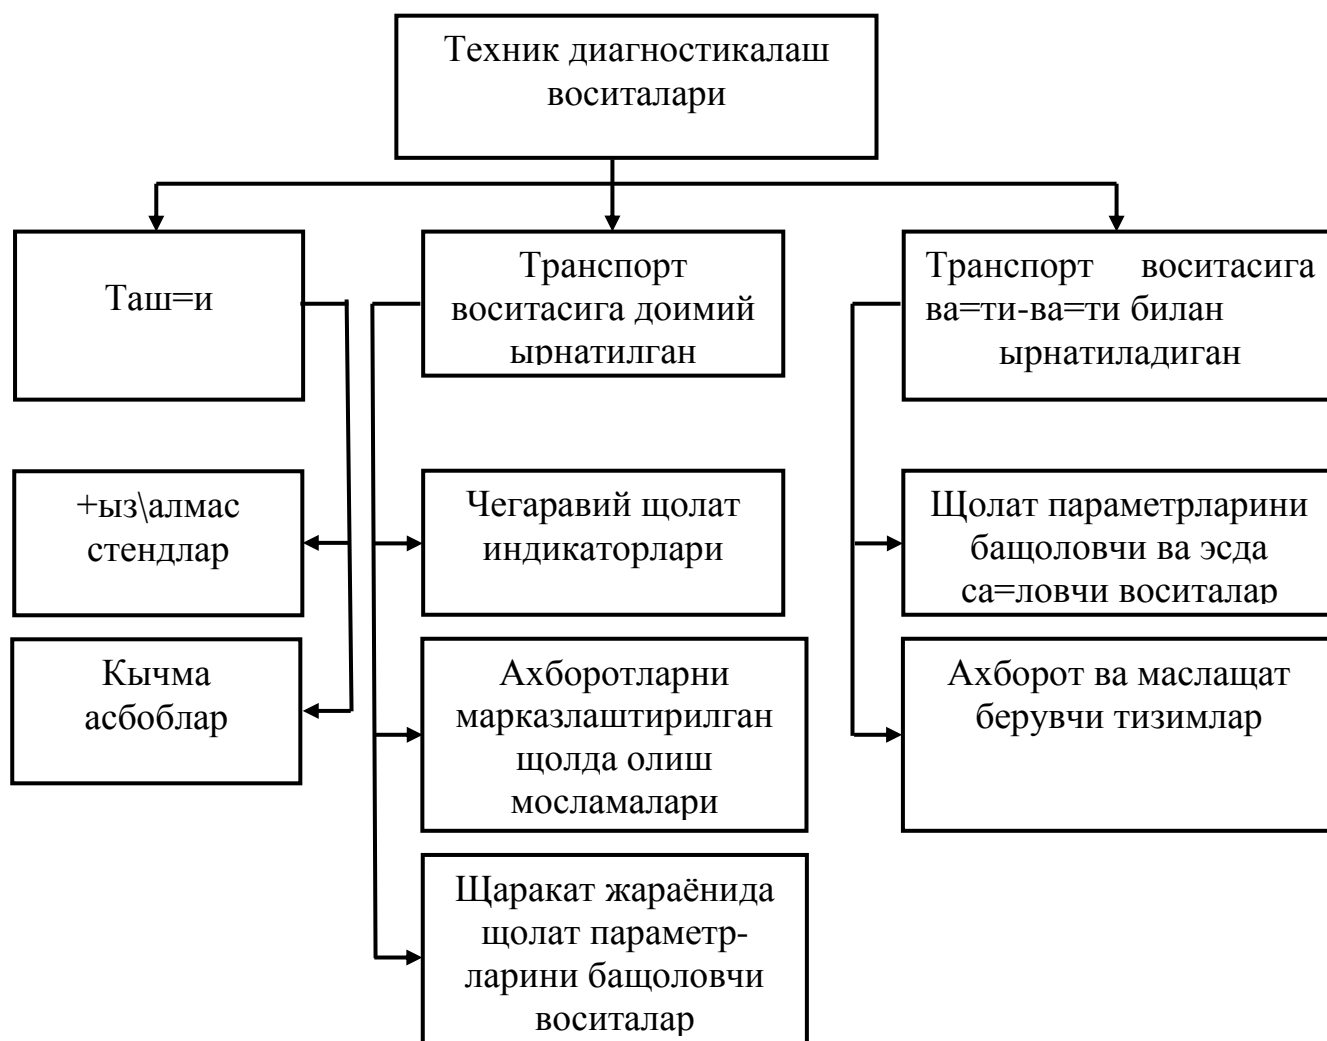 Техник диагностикалаш
воситалари
Таш=и
Транспорт
воситасига доимий
ырнатилган
Транспорт воситасига
ва=ти-ва=ти билан
ырнатиладиган
+ыз\алмас
стендлар
Чегаравий щолат
индикаторлари
Щолат параметрларини
бащоловчи ва эсда
са=ловчи воситалар
Кычма
асбоблар
Ахборотларни
марказлаштирилган
щолда олиш
мосламалари
Ахборот ва маслащат
берувчи тизимлар
Щаракат жараёнида
щолат параметр-
ларини бащоловчи
воситалар